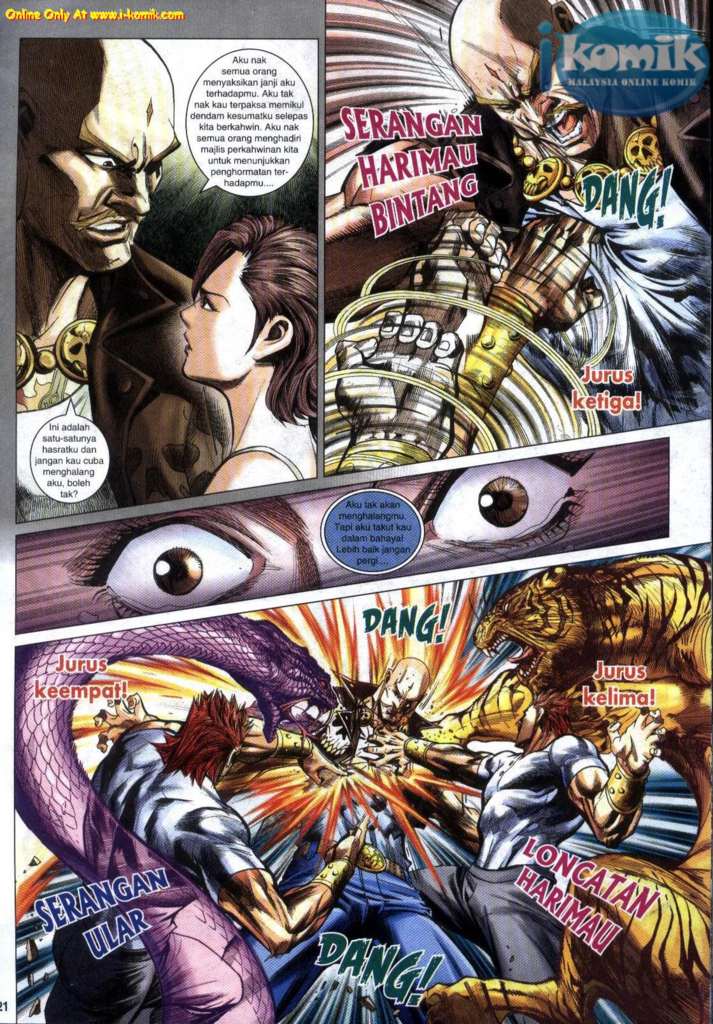 Online Only At www.i-komik.com
ikomik
MALAYSIA ONLINE KOMIK
Aku nak
semua orang
menyaksikan janji aku
terhadapmu. Aku tak
nak kau terpaksa memikul
dendam kesumatku selepas
kita berkahwin. Aku nak
semua orang menghadiri
majlis perkahwinan kita
untuk menunjukkan
penghormatan ter-
hadapmu....
Ini adalah
satu-satunya
hasratku dan
jangan kau cuba
menghalang
aku, boleh
tak?
SERANGAN
HARIMAU
BINTANG
DANG!
Jurus
ketiga!
Aku tak akan
menghalangmu.
Tapi aku takut kau
dalam bahaya!
Lebih baik jangan
pergi....
DANG!
Jurus
keempat!
Jurus
kelima!
SERANGAN
ULAR
LONCATAN
HARIMAU
DANG!
21